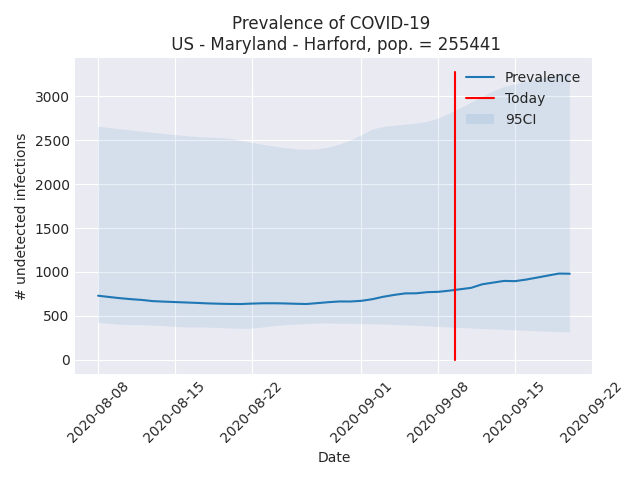 Prevalence of COVID-19
US - Maryland - Harford, pop. = 255441
Prevalence
Today
95CI
# undetected infections
3000
2500
2000
1500
1000
500
0
2020-08-08
2020-08-15
2020-08-22
2020-09-01
2020-09-08
2020-09-15
2020-09-22
Date